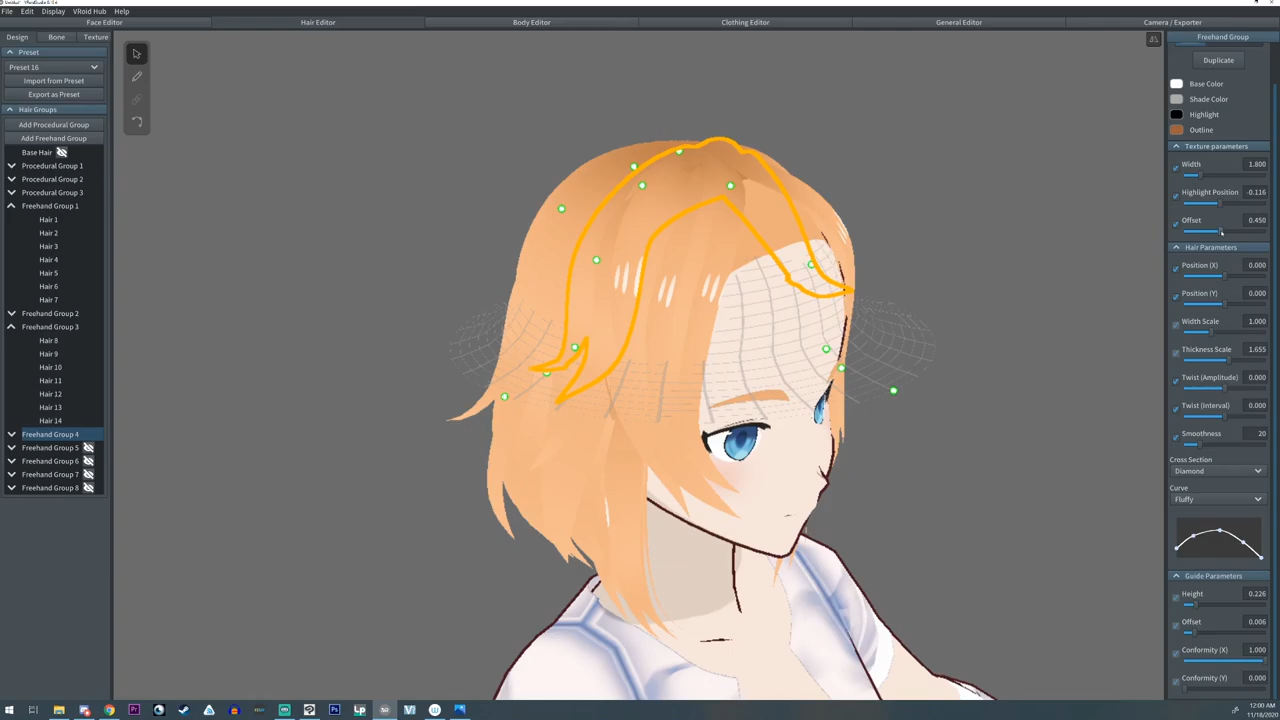 File Edit Display VRoid Hub Help
Face Editor Hair Editor Body Editor Clothing Editor General Editor Camera / Exporter
Design Bone Texture
Preset
Preset 16
Import from Preset
Export as Preset
Hair Groups
Add Procedural Group
Add Freehand Group
Base Hair
Procedural Group 1
Procedural Group 2
Procedural Group 3
Freehand Group 1
Hair 1
Hair 2
Hair 3
Hair 4
Hair 5
Hair 6
Hair 7
Freehand Group 2
Freehand Group 3
Hair 8
Hair 9
Hair 10
Hair 11
Hair 12
Hair 13
Hair 14
Freehand Group 4
Freehand Group 5
Freehand Group 6
Freehand Group 7
Freehand Group 8
Freehand Group
Duplicate
Base Color
Shade Color
Highlight
Outline
Texture parameters
Width 1.800
Highlight Position -0.116
Offset 0.450
Hair Parameters
Position (X) 0.000
Position (Y) 0.000
Width Scale 1.000
Thickness Scale 1.655
Twist (Amplitude) 0.000
Twist (Interval) 0.000
Smoothness 20
Cross Section
Diamond
Curve
Fluffy
Guide Parameters
Height 0.226
Offset 0.006
Conformity (X) 1.000
Conformity (Y) 0.000
Pr Ps Lp
12:00 AM
11/18/2020